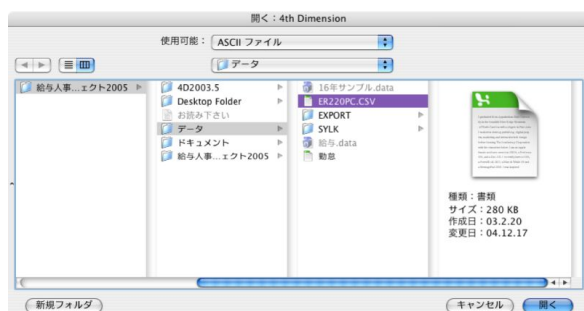 開く：4th Dimension
使用可能： ASCII ファイル
データ
給与人事...ェクト2005
4D2003.5
Desktop Folder
お読み下さい
データ
ドキュメント
給与人事...ェクト2005
16年サンプル.data
ER220PC.CSV
EXPORT
SYLK
給与.data
勤怠
種類：書類
サイズ：280 KB
作成日：03.2.20
変更日：04.12.17
新規フォルダ
キャンセル
開く